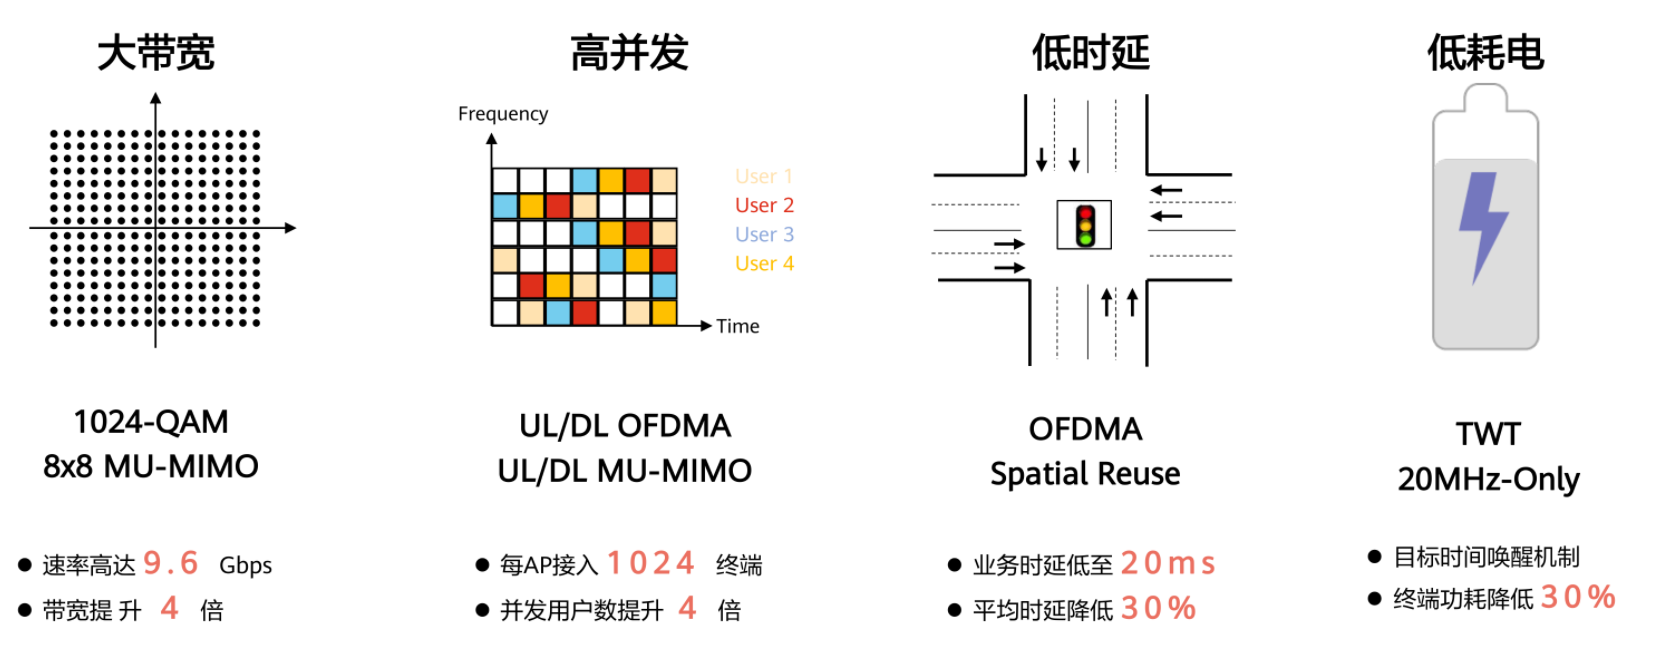 大带宽
1024-QAM
8x8 MU-MIMO
速率高达 9.6 Gbps
带宽提 升 4 倍
高并发
Frequency
User 1
User 2
User 3
User 4
Time
UL/DL OFDMA
UL/DL MU-MIMO
每AP接入 1024 终端
并发用户数提升 4 倍
低时延
OFDMA
Spatial Reuse
业务时延低至 20ms
平均时延降低 30%
低耗电
TWT
20MHz-Only
目标时间唤醒机制
终端功耗降低 30%